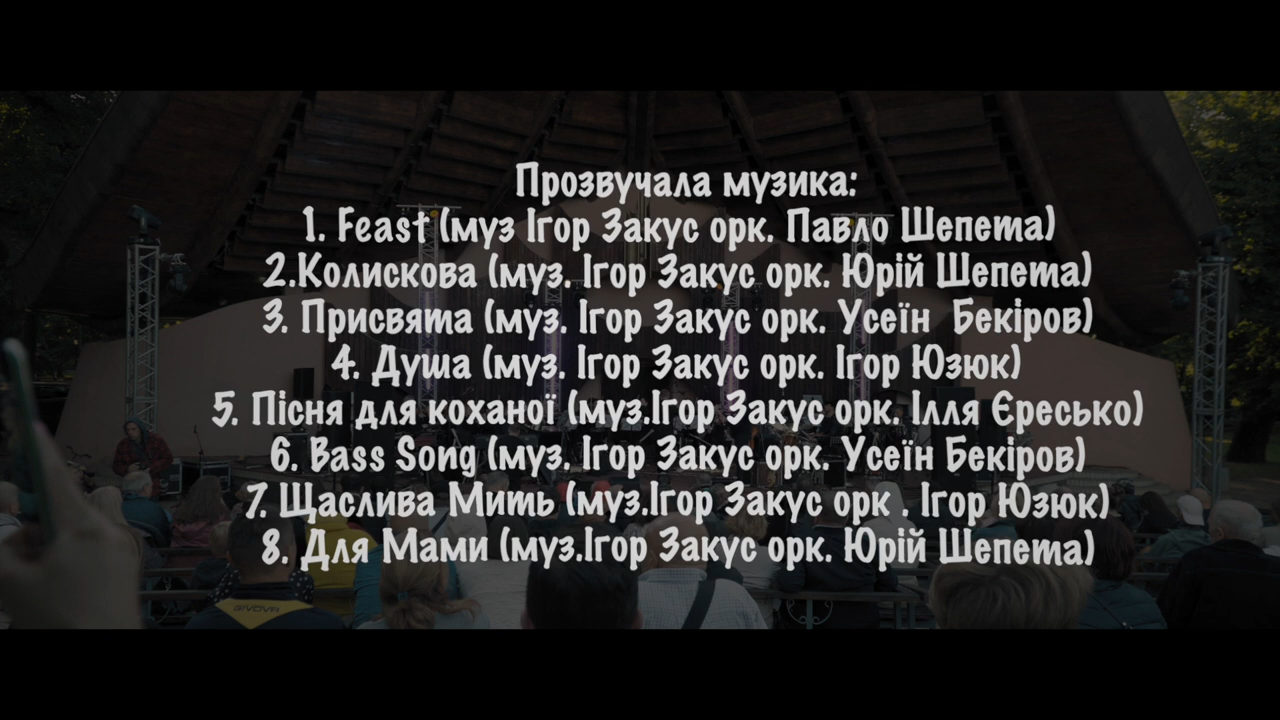 Прозвучала музика:
1. Feast (муз Ігор Закус орк. Павло Шепета)
2.Колискова (муз. Ігор Закус орк. Юрій Шепета)
3. Присвята (муз. Ігор Закус орк. Усеїн  Бекіров)
4. Душа (муз. Ігор Закус орк. Ігор Юзюк)
5. Пісня для коханої (муз.Ігор Закус орк. Ілля Єресько)
6. Bass Song (муз. Ігор Закус орк. Усеїн Бекіров)
7. Щаслива Мить (муз.Ігор Закус орк . Ігор Юзюк)
8. Для Мами (муз.Ігор Закус орк. Юрій Шепета)
GIVOVA